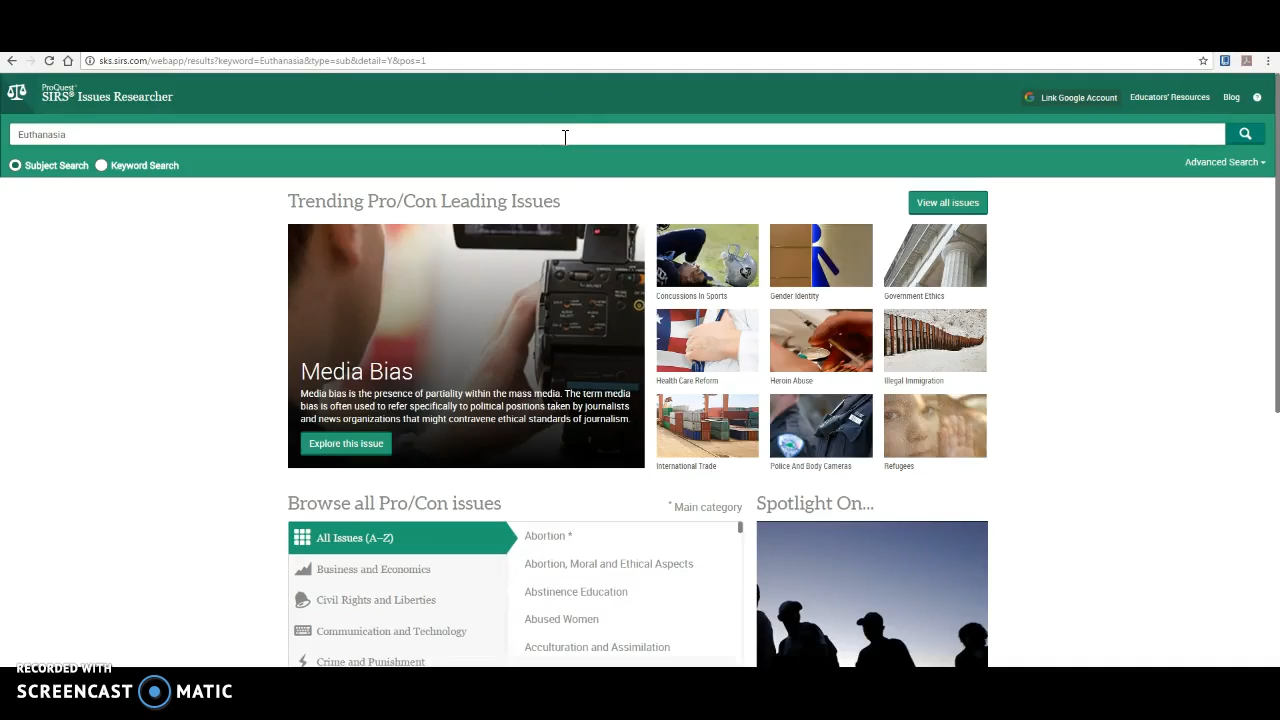 sks.sirs.com/webapp/results?keyword=Euthanasia&type=sub&detail=Y&pos=1
ProQuest
SIRS® Issues Researcher
Link Google Account
Educators' Resources
Blog
Euthanasia
Subject Search
Keyword Search
Advanced Search
Trending Pro/Con Leading Issues
View all issues
Media Bias
Media bias is the presence of partiality within the mass media. The term media
bias is often used to refer specifically to political positions taken by journalists
and news organizations that might contravene ethical standards of journalism.
Explore this issue
Concussions In Sports
Gender Identity
Government Ethics
Health Care Reform
Heroin Abuse
Illegal Immigration
International Trade
Police And Body Cameras
Refugees
Browse all Pro/Con issues
* Main category
All Issues (A–Z)
Business and Economics
Civil Rights and Liberties
Communication and Technology
Crime and Punishment
Abortion *
Abortion, Moral and Ethical Aspects
Abstinence Education
Abused Women
Acculturation and Assimilation
Spotlight On...
RECORDED WITH
SCREENCAST MATIC